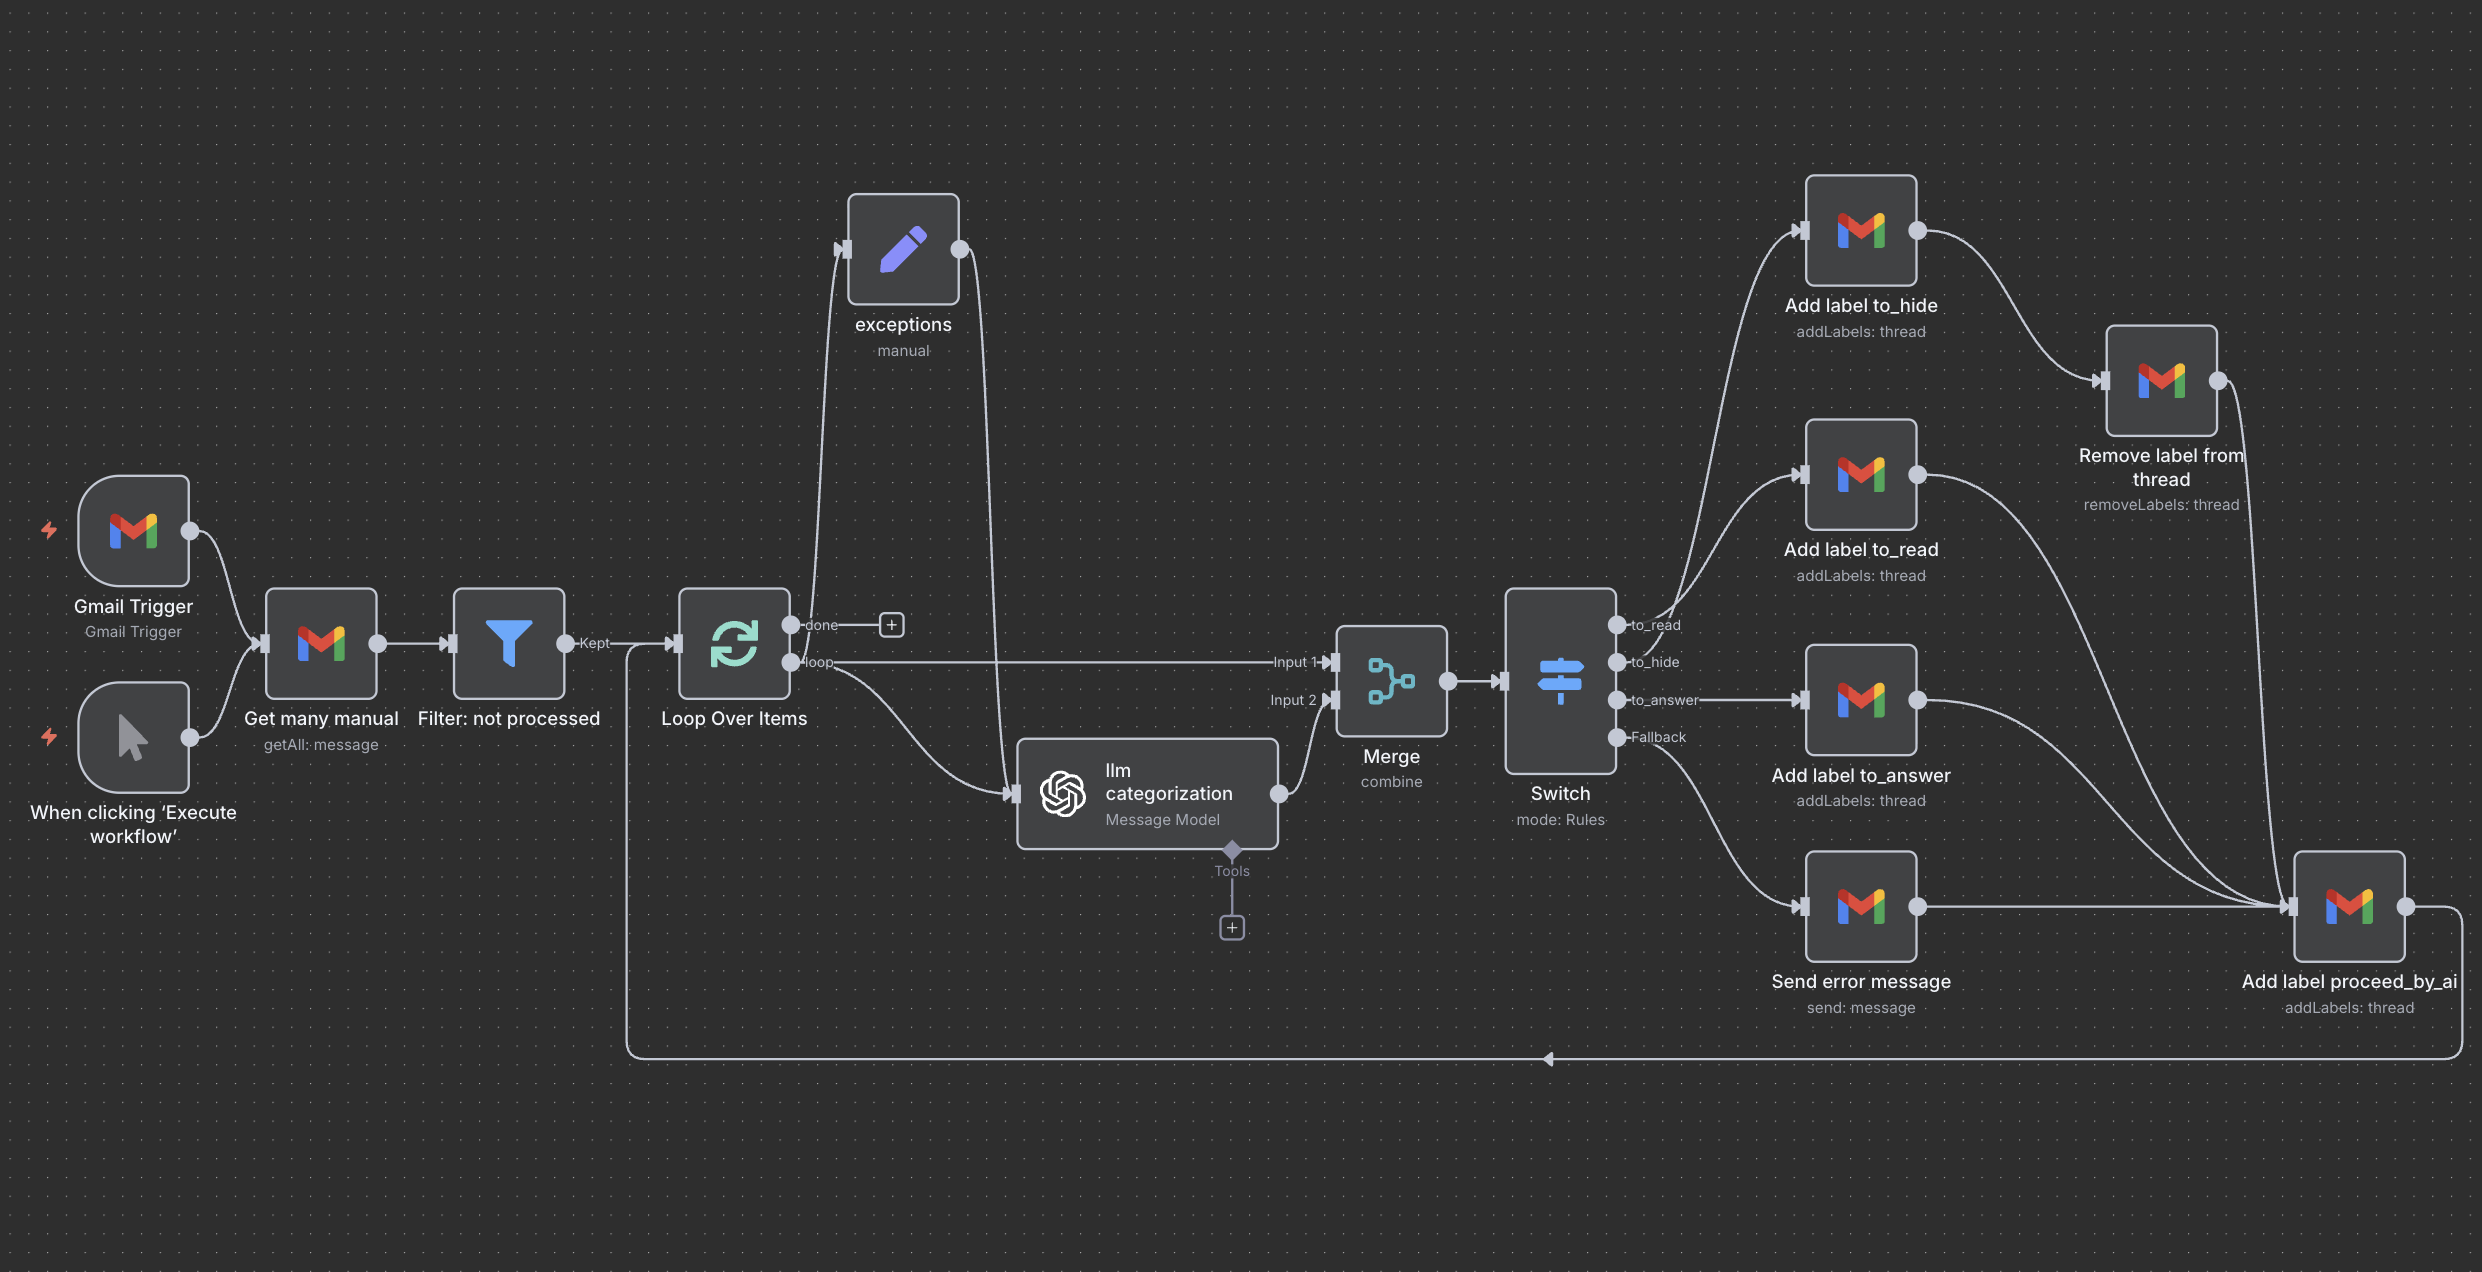 exceptions
manual
Add label to_hide
addLabels: thread
Remove label from
thread
removeLabels: thread
Add label to_read
addLabels: thread
Gmail Trigger
Gmail Trigger
When clicking ‘Execute
workflow’
Get many manual
getAll: message
Kept
Filter: not processed
done
loop
Loop Over Items
llm
categorization
Message Model
Tools
Input 1
Input 2
Merge
combine
to_read
to_hide
to_answer
Fallback
Switch
mode: Rules
Add label to_answer
addLabels: thread
Send error message
send: message
Add label proceed_by_ai
addLabels: thread